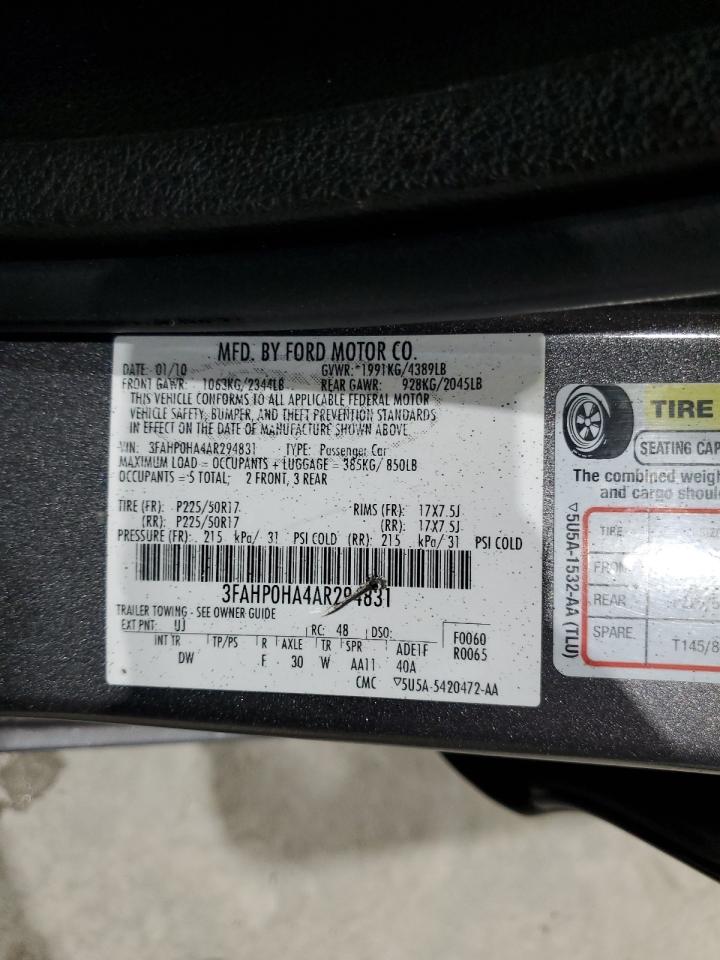 MFD. BY FORD MOTOR CO.
DATE: 01/10 GVWR: 1991KG/4389LB
FRONT GAWR: 1063KG/2344LB REAR GAWR: 928KG/2045LB
THIS VEHICLE CONFORMS TO ALL APPLICABLE FEDERAL MOTOR
VEHICLE SAFETY, BUMPER, AND THEFT PREVENTION STANDARDS
IN EFFECT ON THE DATE OF MANUFACTURE SHOWN ABOVE
VIN: 3FAHP0HA4AR294831 TYPE: Passenger Car
MAXIMUM LOAD = OCCUPANTS + LUGGAGE = 385KG/ 850LB
OCCUPANTS = 5 TOTAL; 2 FRONT, 3 REAR
TIRE (FR): P225/50R17 RIMS (FR): 17X7.5J
(RR): P225/50R17 (RR): 17X7.5J
PRESSURE (FR): 215 kPa/ 31 PSI COLD (RR): 215 kPa/31 PSI COLD
3FAHP0HA4AR294831
TRAILER TOWING - SEE OWNER GUIDE
EXT PNT: UJ RC: 48 DSO: F0060
INT TR TP/PS R AXLE TR SPR ADE1F R0065
DW F 30 W AA11 40A
CMC ▽5U5A-5420472-AA
TIRE
SEATING CAP
The combined weigh
and cargo shoul
TIRE
FRON
REAR
SPARE T145/8
▽5U5A-1532-AA (TLU)